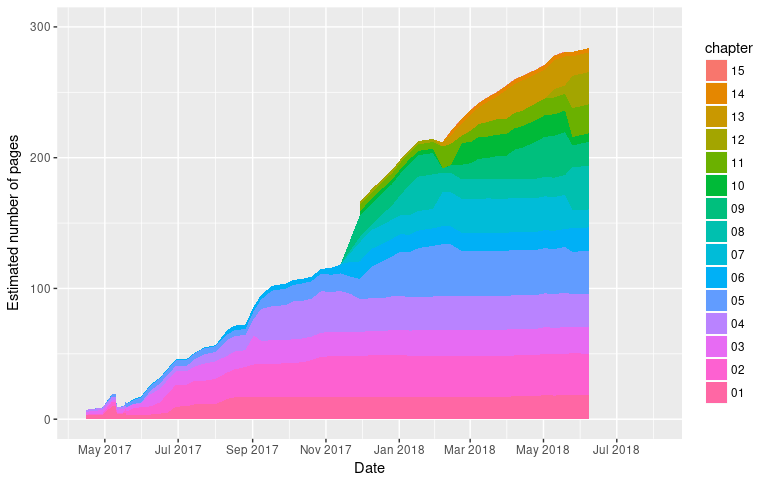 300
200
100
0
Estimated number of pages
May 2017
Jul 2017
Sep 2017
Nov 2017
Jan 2018
Mar 2018
May 2018
Jul 2018
Date
chapter
15
14
13
12
11
10
09
08
07
06
05
04
03
02
01